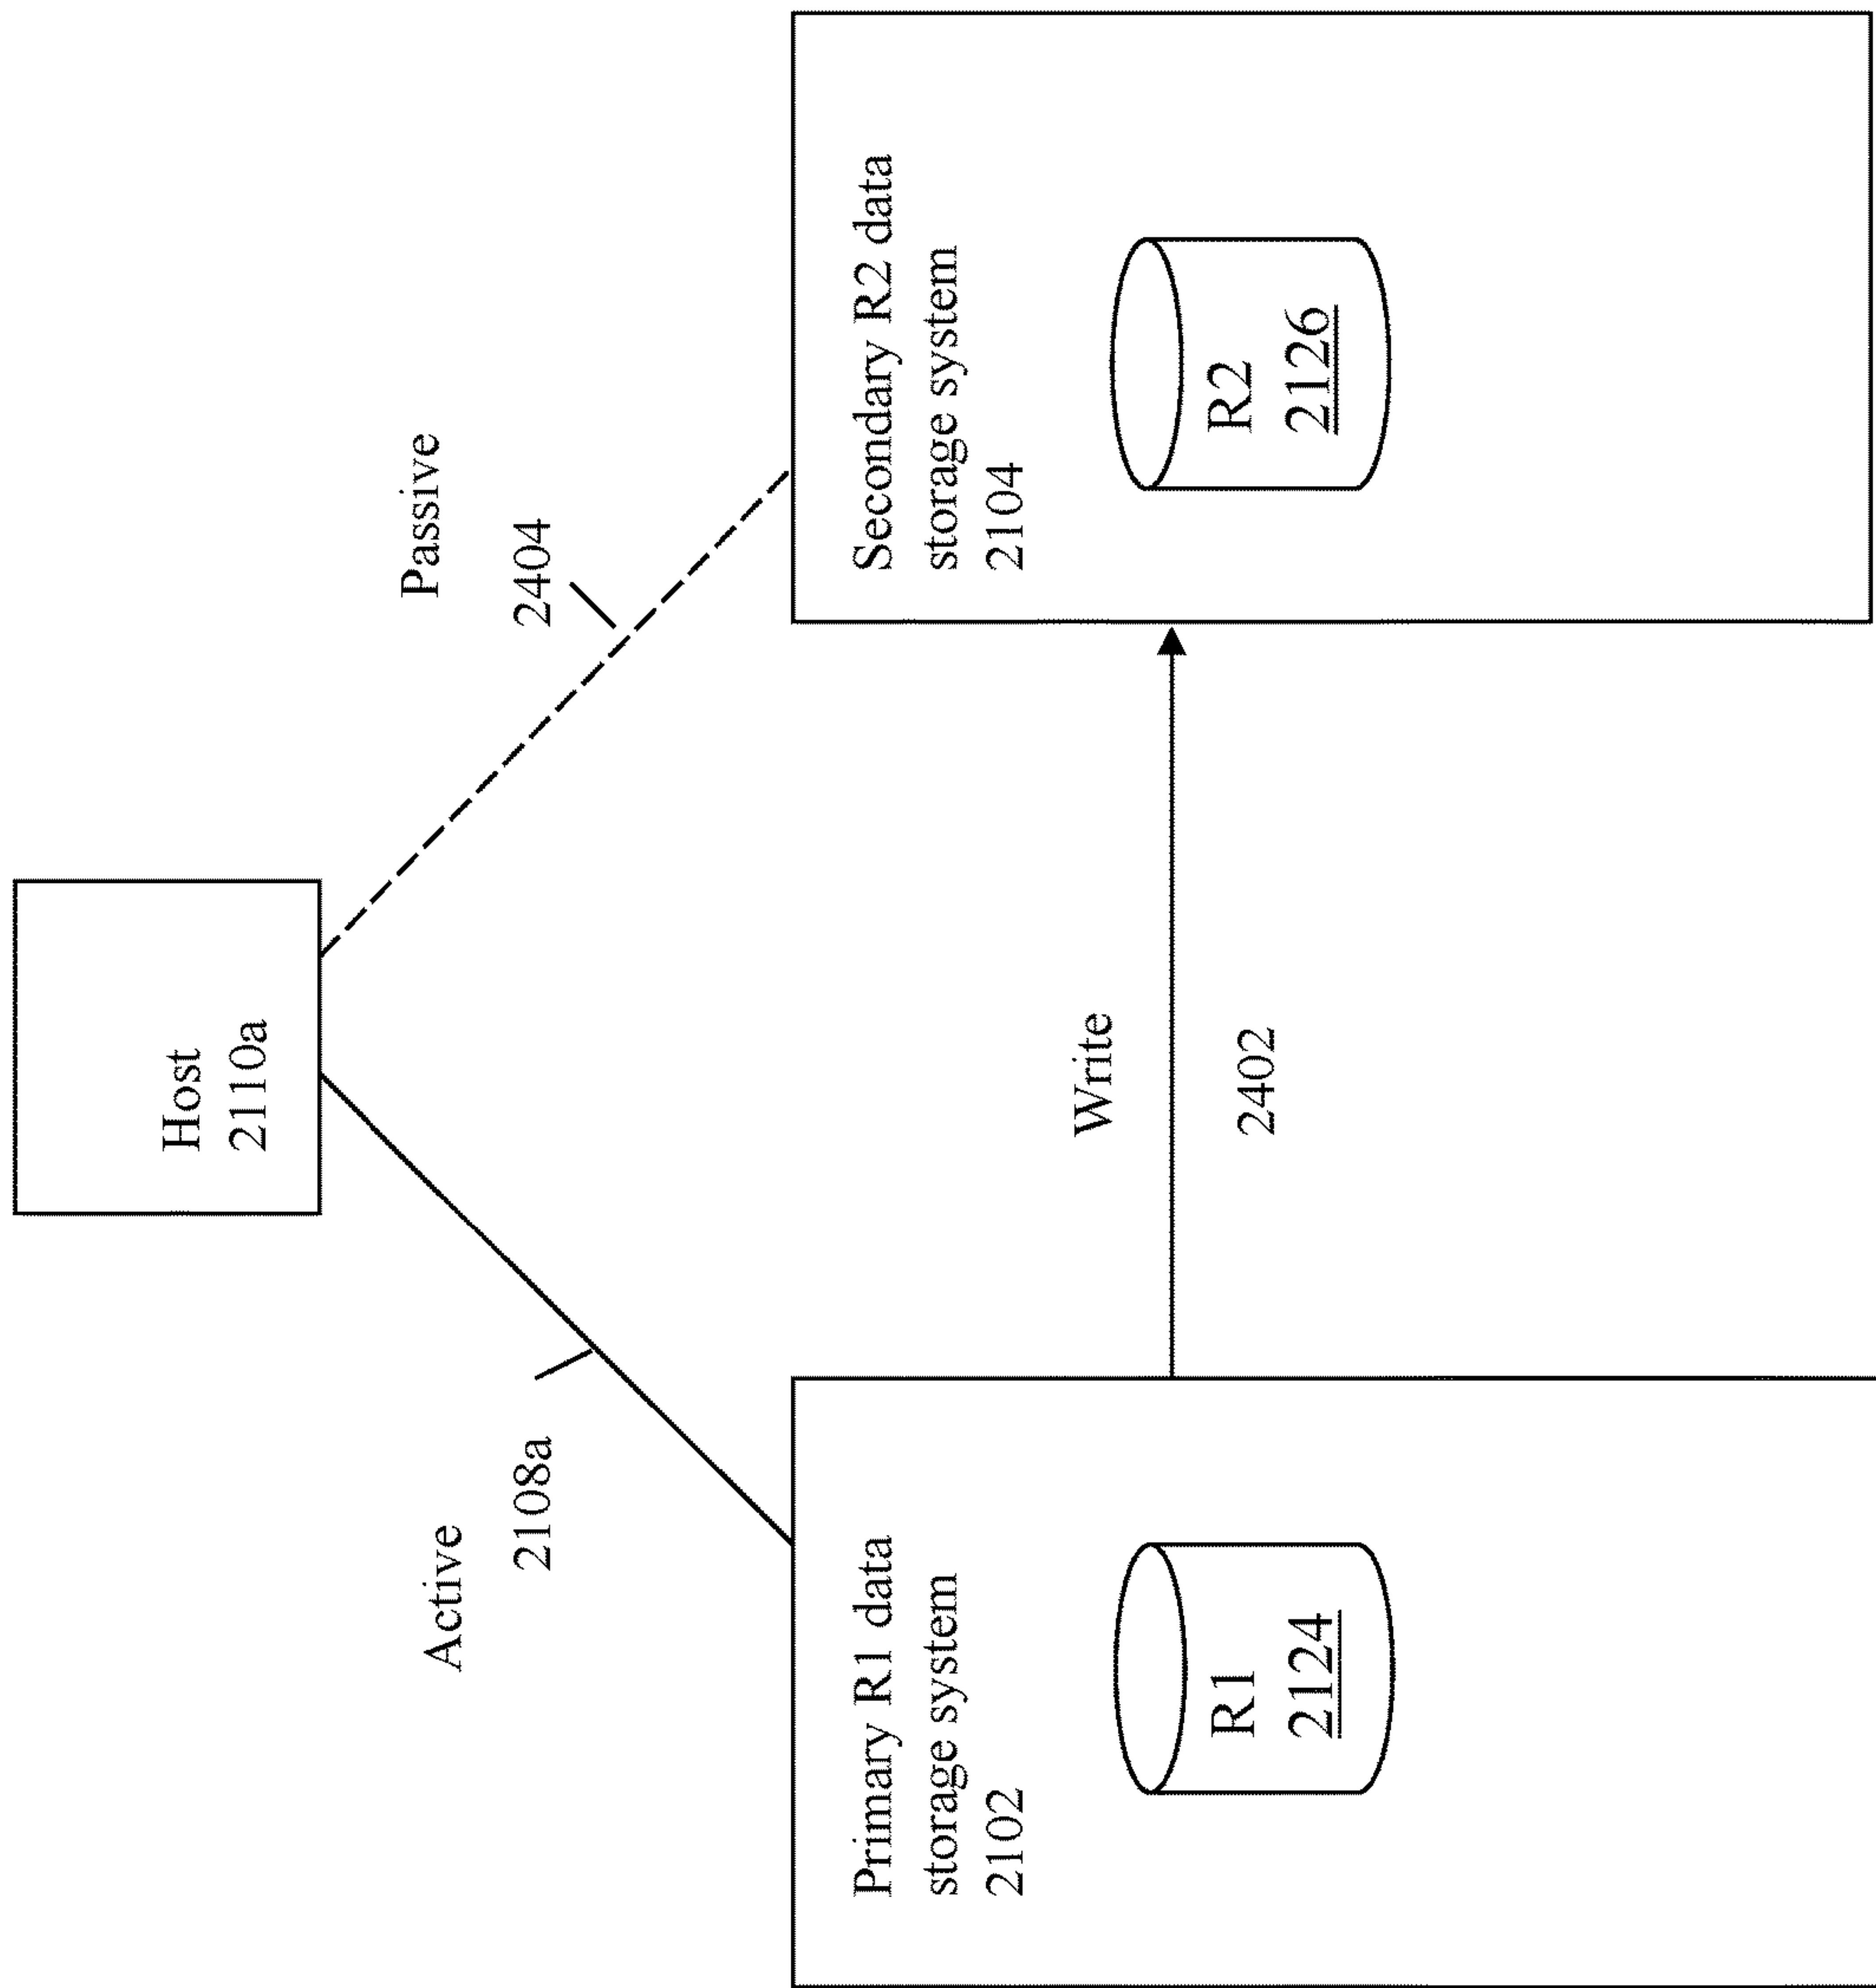 Host
2110a
Active
2108a
Passive
2404
Primary R1 data
storage system
2102
R1
2124
Write
2402
Secondary R2 data
storage system
2104
R2
2126